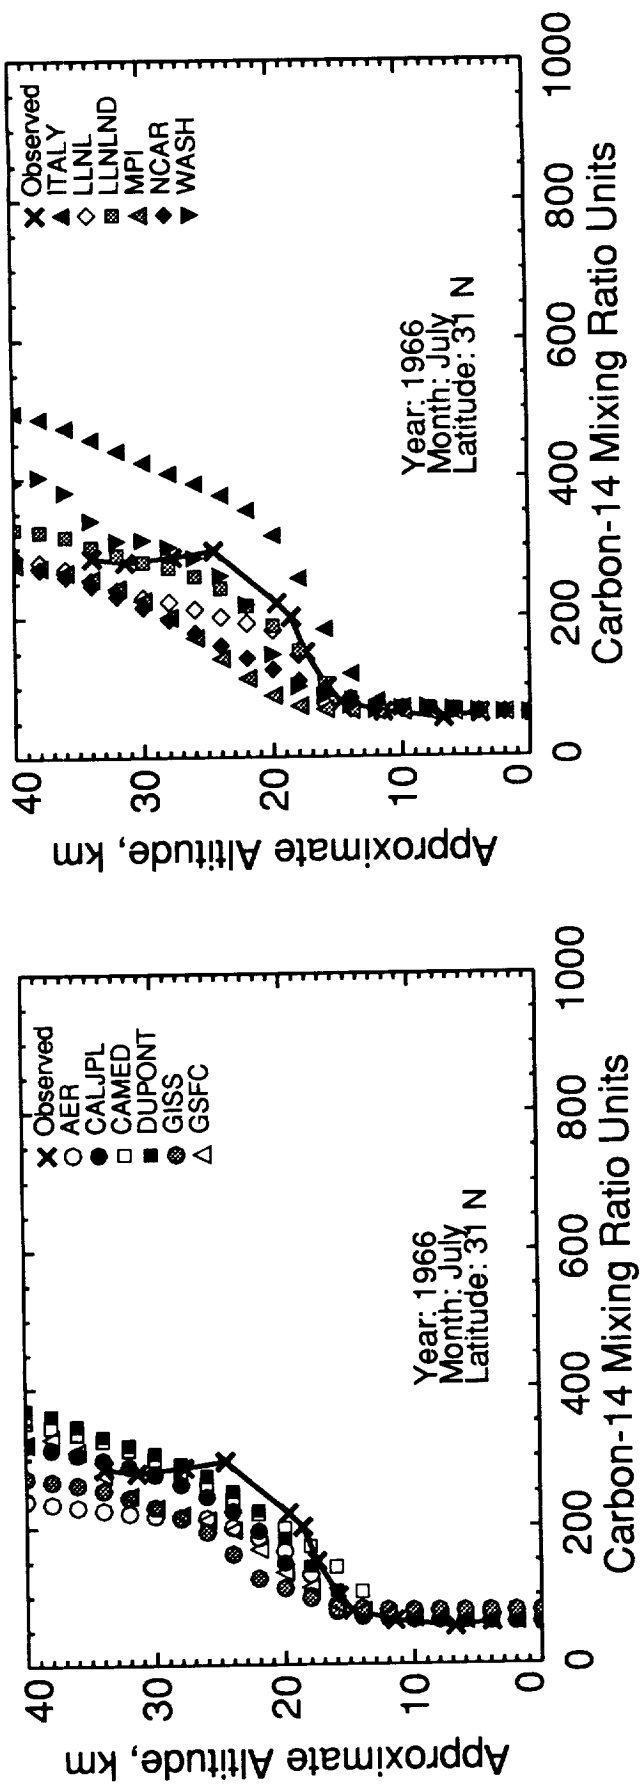 40
30
20
10
0
Approximate Altitude, km
0
200
400
600
800
1000
Carbon-14 Mixing Ratio Units
Observed
AER
CALJPL
CAMED
DUPONT
GISS
GSFC
Year: 1966
Month: July
Latitude: 31 N
40
30
20
10
0
Approximate Altitude, km
0
200
400
600
800
1000
Carbon-14 Mixing Ratio Units
Observed
ITALY
LLNL
LLNLND
MPI
NCAR
WASH
Year: 1966
Month: July
Latitude: 31 N